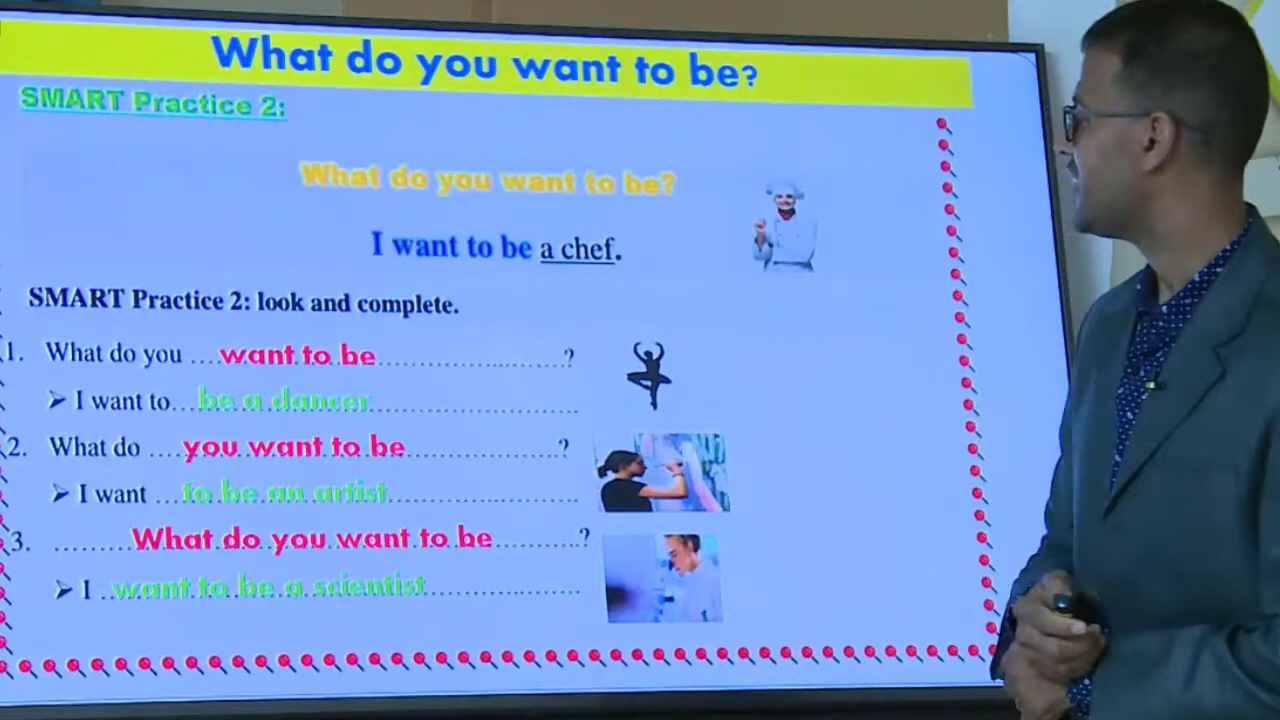 What do you want to be?
SMART Practice 2:
What do you want to be?
I want to be a chef.
SMART Practice 2: look and complete.
1. What do you ...want to be..............................?
➤ I want to...be a dancer....................................
2. What do ....you want to be........................?
➤ I want ...to be an artist..............................
3. .........What do you want to be..........?
➤ I ..want to be a scientist........................